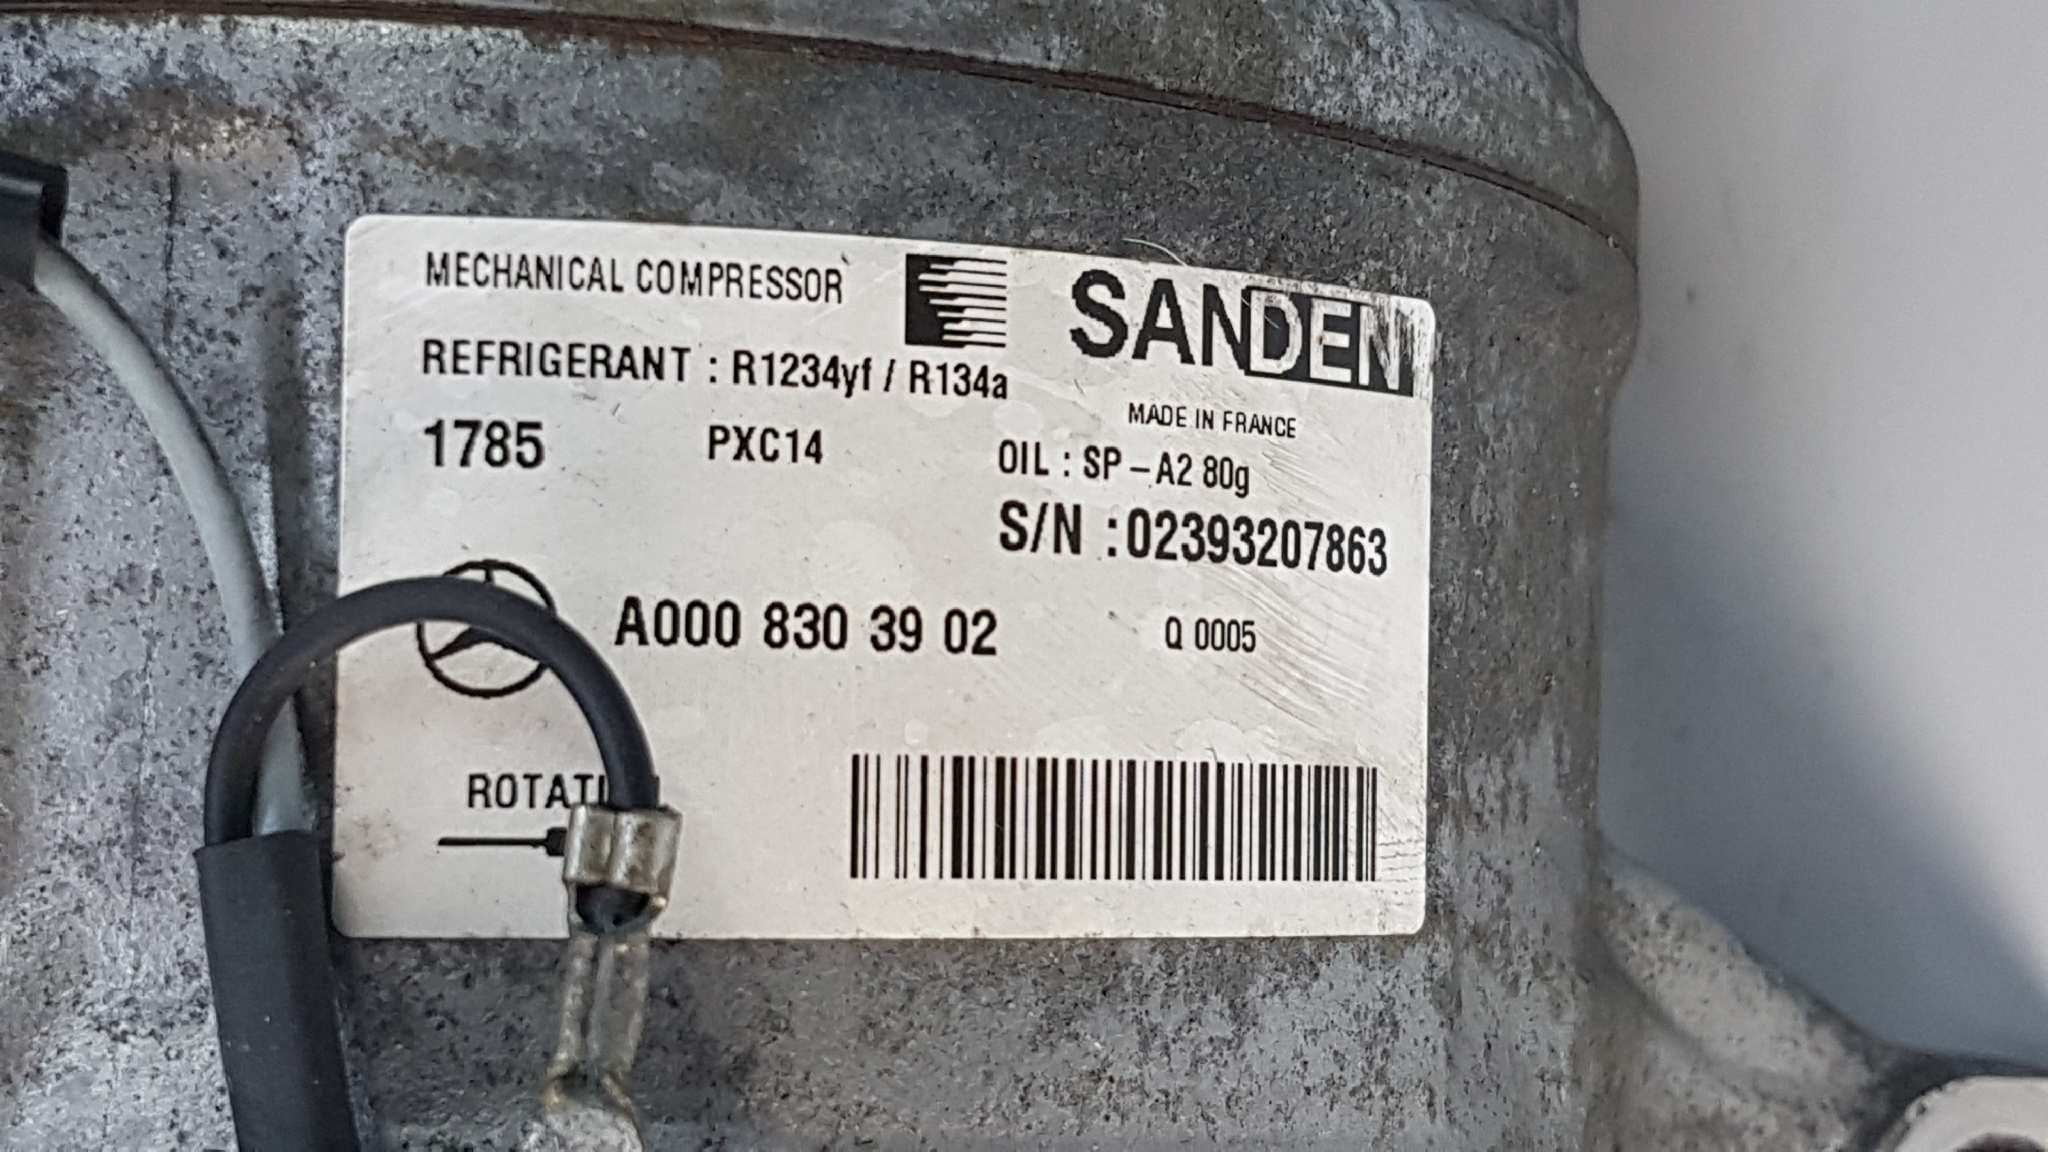 MECHANICAL COMPRESSOR
SANDEN
REFRIGERANT : R1234yf / R134a
MADE IN FRANCE
1785 PXC14 OIL : SP - A2 80g
S/N : 02393207863
A000 830 39 02 Q 0005